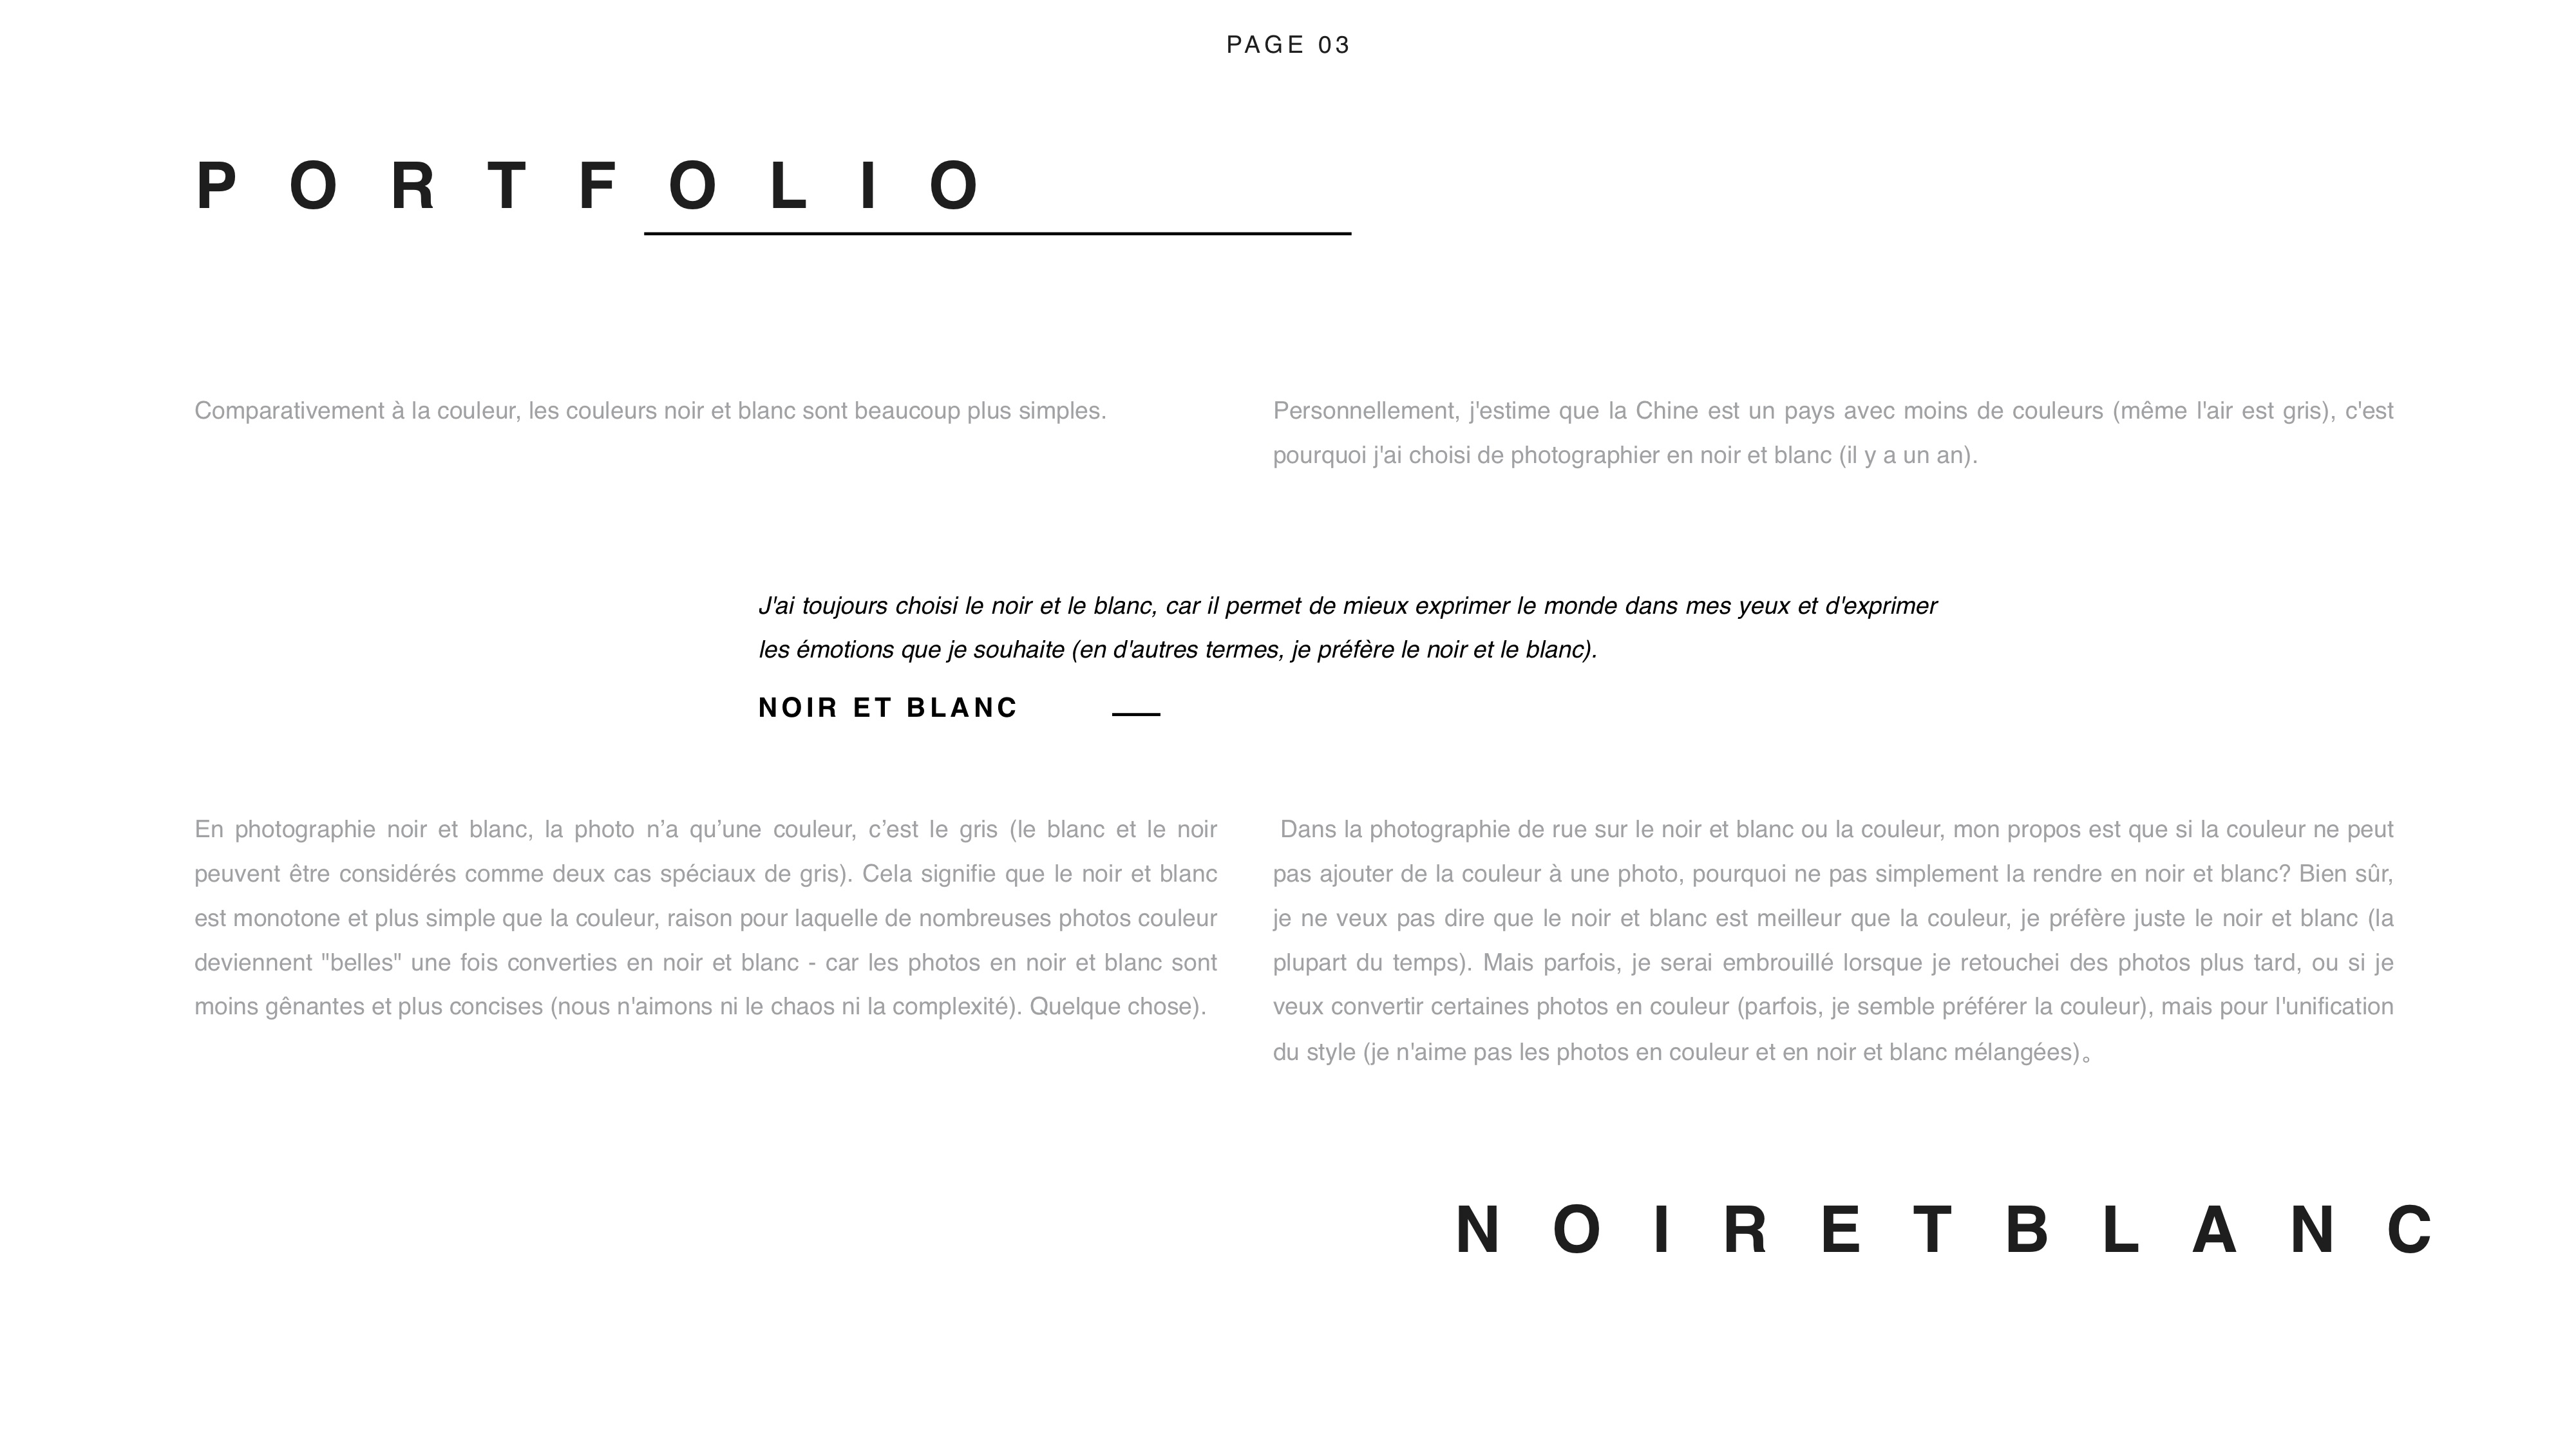 PAGE 03
PORTFOLIO
Comparativement à la couleur, les couleurs noir et blanc sont beaucoup plus simples.
Personnellement, j'estime que la Chine est un pays avec moins de couleurs (même l'air est gris), c'est
pourquoi j'ai choisi de photographier en noir et blanc (il y a un an).
J'ai toujours choisi le noir et le blanc, car il permet de mieux exprimer le monde dans mes yeux et d'exprimer
les émotions que je souhaite (en d'autres termes, je préfère le noir et le blanc).
NOIR ET BLANC
En photographie noir et blanc, la photo n’a qu’une couleur, c’est le gris (le blanc et le noir
peuvent être considérés comme deux cas spéciaux de gris). Cela signifie que le noir et blanc
est monotone et plus simple que la couleur, raison pour laquelle de nombreuses photos couleur
deviennent "belles" une fois converties en noir et blanc - car les photos en noir et blanc sont
moins gênantes et plus concises (nous n'aimons ni le chaos ni la complexité). Quelque chose).
Dans la photographie de rue sur le noir et blanc ou la couleur, mon propos est que si la couleur ne peut
pas ajouter de la couleur à une photo, pourquoi ne pas simplement la rendre en noir et blanc? Bien sûr,
je ne veux pas dire que le noir et blanc est meilleur que la couleur, je préfère juste le noir et blanc (la
plupart du temps). Mais parfois, je serai embrouillé lorsque je retouchei des photos plus tard, ou si je
veux convertir certaines photos en couleur (parfois, je semble préférer la couleur), mais pour l'unification
du style (je n'aime pas les photos en couleur et en noir et blanc mélangées)。
NOIRETBLANC